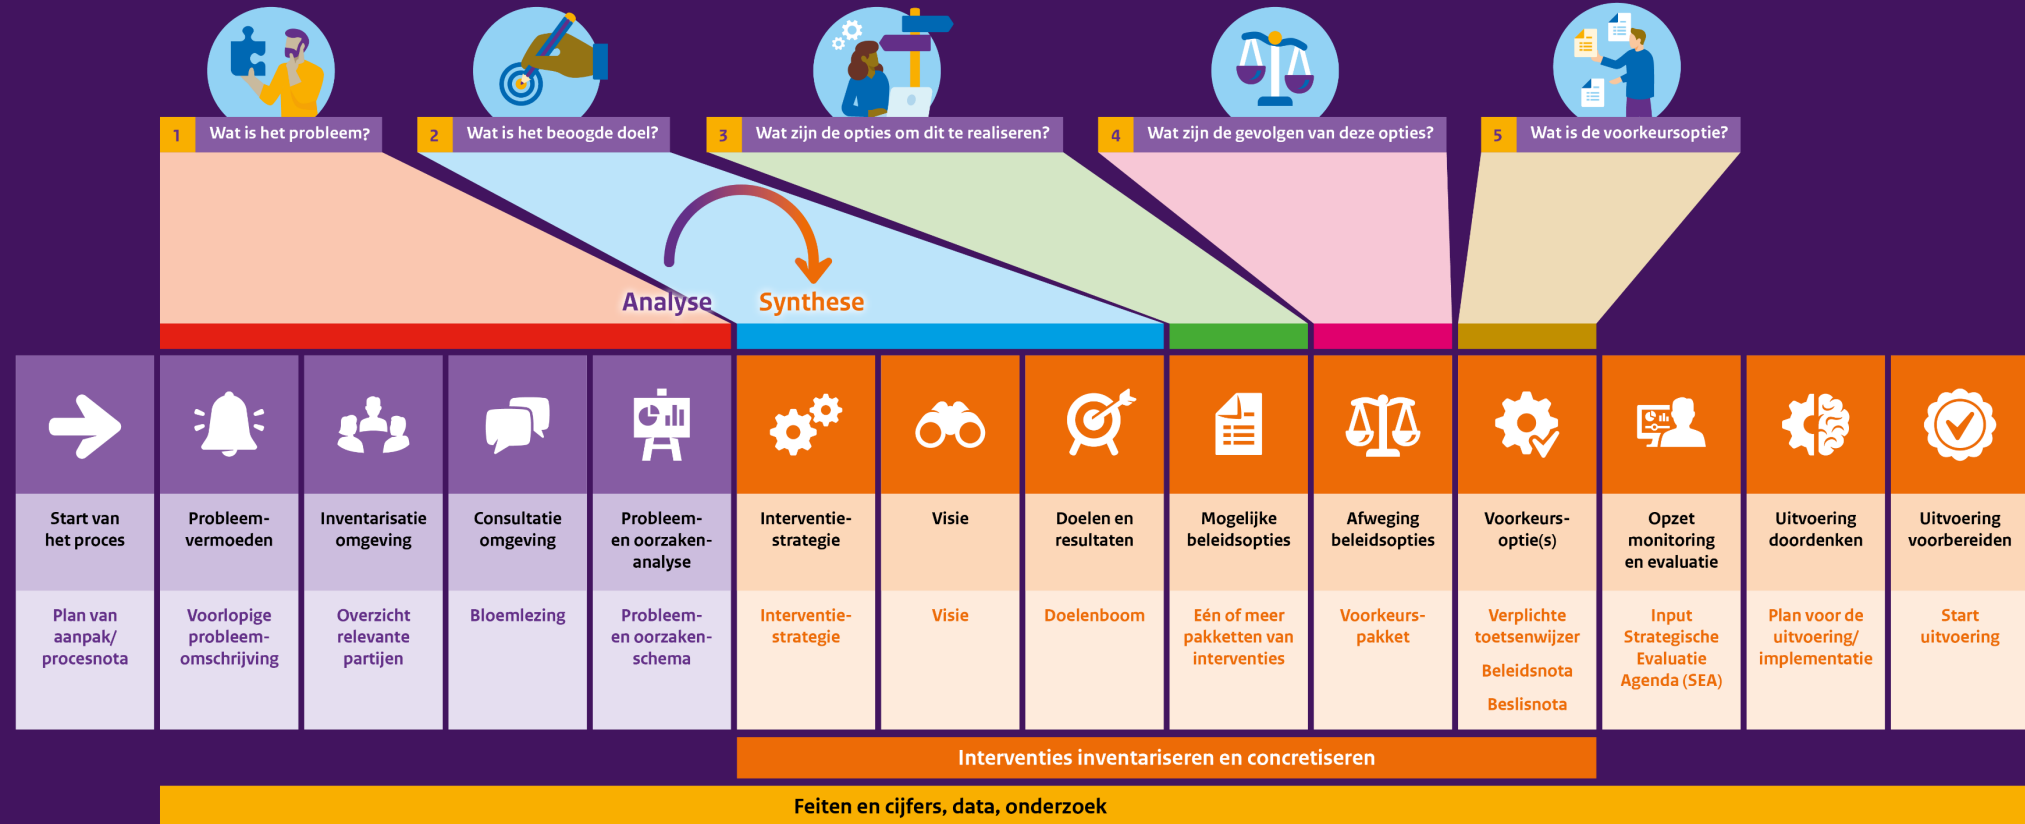 1 Wat is het probleem?
2 Wat is het beoogde doel?
3 Wat zijn de opties om dit te realiseren?
4 Wat zijn de gevolgen van deze opties?
5 Wat is de voorkeursoptie?
Analyse
Synthese
Start van
het proces
Probleem-
vermoeden
Inventarisatie
omgeving
Consultatie
omgeving
Probleem-
en oorzaken-
analyse
Interventie-
strategie
Visie
Doelen en
resultaten
Mogelijke
beleidsopties
Afweging
beleidsopties
Voorkeurs-
optie(s)
Opzet
monitoring
en evaluatie
Uitvoering
doordenken
Uitvoering
voorbereiden
Plan van
aanpak/
procesnota
Voorlopige
probleem-
omschrijving
Overzicht
relevante
partijen
Bloemlezing
Probleem-
en oorzaken-
schema
Interventie-
strategie
Visie
Doelenboom
Eén of meer
pakketten van
interventies
Voorkeurs-
pakket
Verplichte
toetsenwijzer
Beleidsnota
Beslisnota
Input
Strategische
Evaluatie
Agenda (SEA)
Plan voor de
uitvoering/
implementatie
Start
uitvoering
Interventies inventariseren en concretiseren
Feiten en cijfers, data, onderzoek